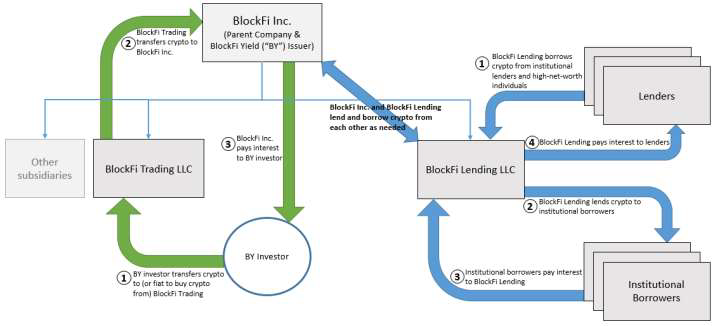 BlockFi Inc.
(Parent Company &
BlockFi Yield ("BY") Issuer)
2
BlockFi Trading
transfers crypto to
BlockFi Inc.
1
BlockFi Lending borrows
crypto from institutional
lenders and high-net-worth
individuals
Lenders
BlockFi Inc. and BlockFi Lending
lend and borrow crypto from
each other as needed
3
BlockFi Inc.
pays interest
to BY investor
4
BlockFi Lending pays interest to lenders
Other
subsidiaries
BlockFi Trading LLC
BlockFi Lending LLC
2
BlockFi Lending lends crypto to
institutional borrowers
BY Investor
1
BY investor transfers crypto
to (or fiat to buy crypto
from) BlockFi Trading
3
Institutional borrowers pay interest
to BlockFi Lending
Institutional
Borrowers